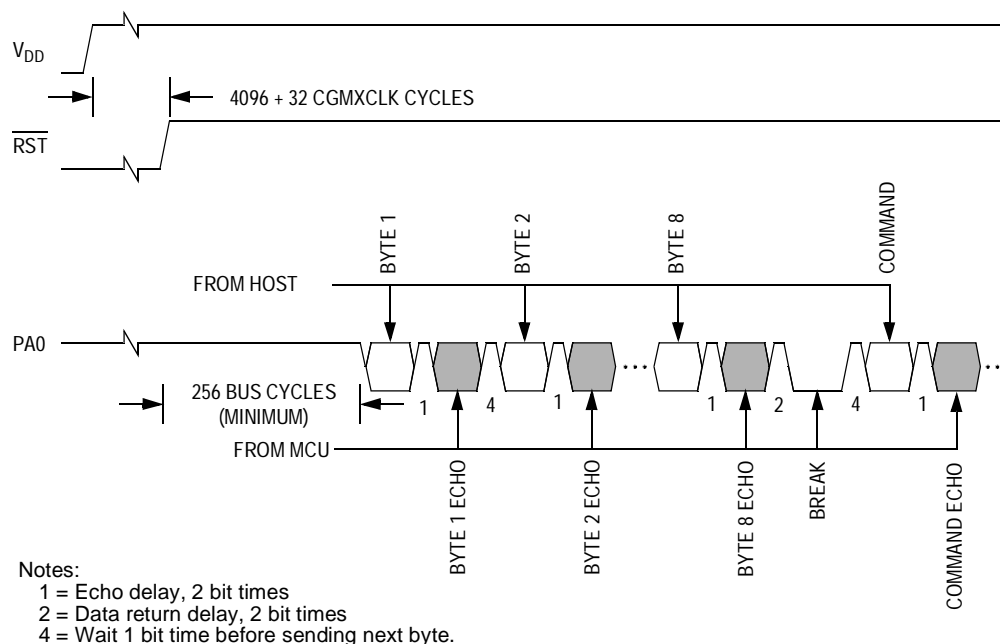 VDD
4096 + 32 CGMXCLK CYCLES
RST
BYTE 1
BYTE 2
BYTE 8
COMMAND
FROM HOST
PA0
1
4
1
1
2
4
1
256 BUS CYCLES
(MINIMUM)
FROM MCU
BYTE 1 ECHO
BYTE 2 ECHO
BYTE 8 ECHO
BREAK
COMMAND ECHO
Notes:
1 = Echo delay, 2 bit times
2 = Data return delay, 2 bit times
4 = Wait 1 bit time before sending next byte.